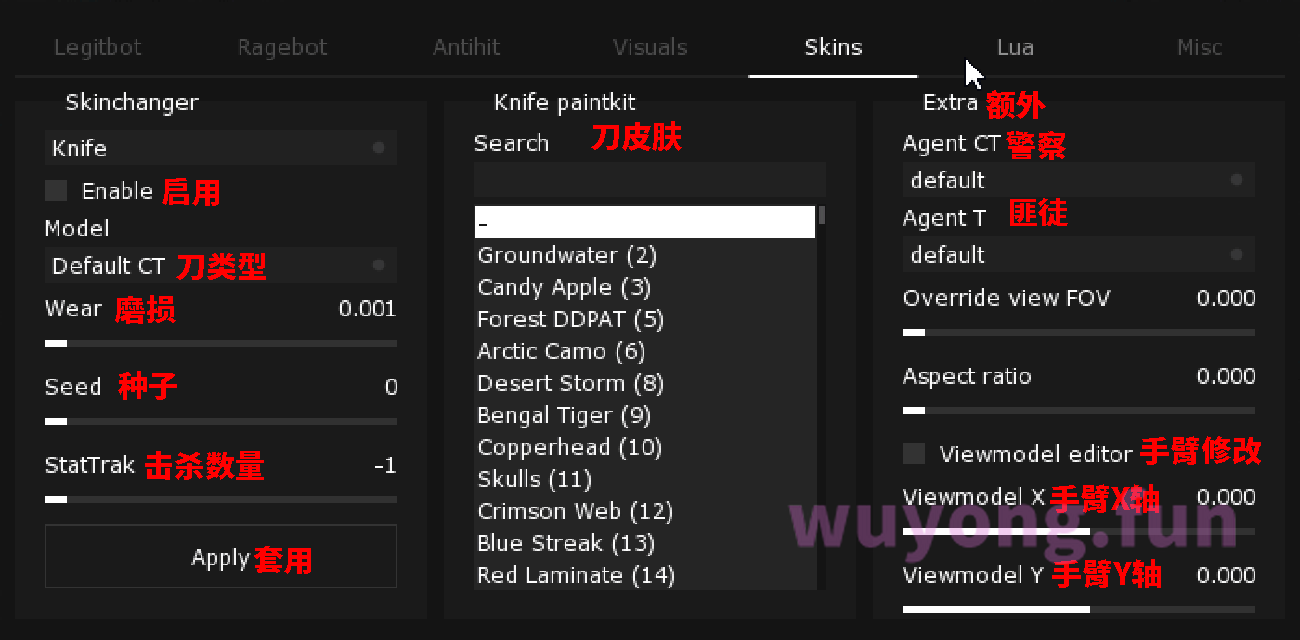 Legitbot Ragebot Antihit Visuals Skins Lua Misc
Skinchanger
Knife
Enable 启用
Model
Default CT 刀类型
Wear 磨损 0.001
Seed 种子 0
StatTrak 击杀数量 -1
Apply 套用
Knife paintkit
Search 刀皮肤
-
Groundwater (2)
Candy Apple (3)
Forest DDPAT (5)
Arctic Camo (6)
Desert Storm (8)
Bengal Tiger (9)
Copperhead (10)
Skulls (11)
Crimson Web (12)
Blue Streak (13)
Red Laminate (14)
Extra 额外
Agent CT 警察
default
Agent T 匪徒
default
Override view FOV 0.000
Aspect ratio 0.000
Viewmodel editor 手臂修改
Viewmodel X 手臂X轴 0.000
wuyong.fun
Viewmodel Y 手臂Y轴 0.000